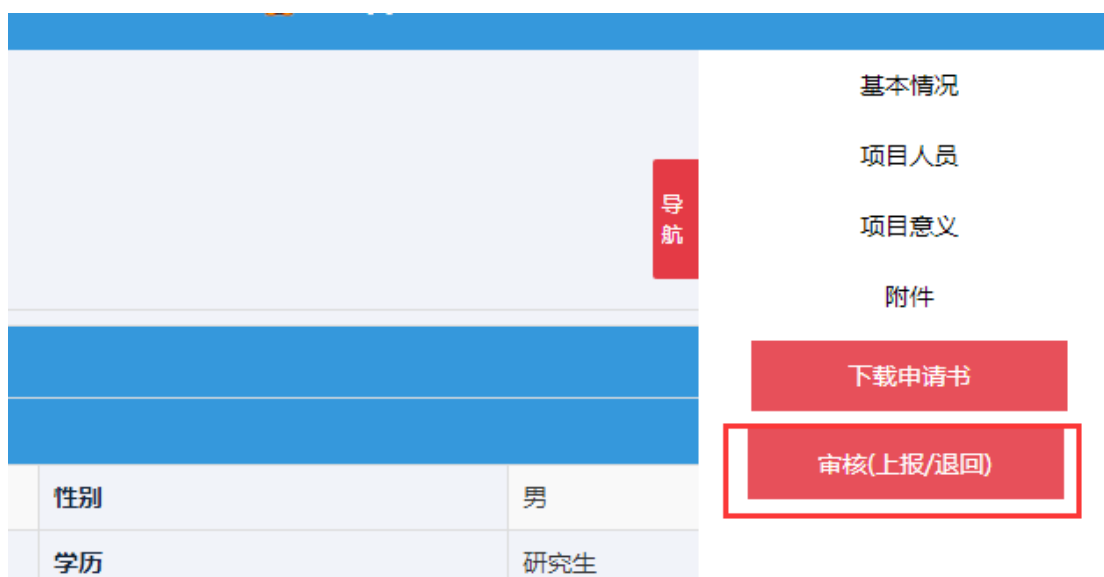 基本情况
项目人员
导
航
项目意义
附件
下载申请书
审核(上报/退回)
性别 男
学历 研究生